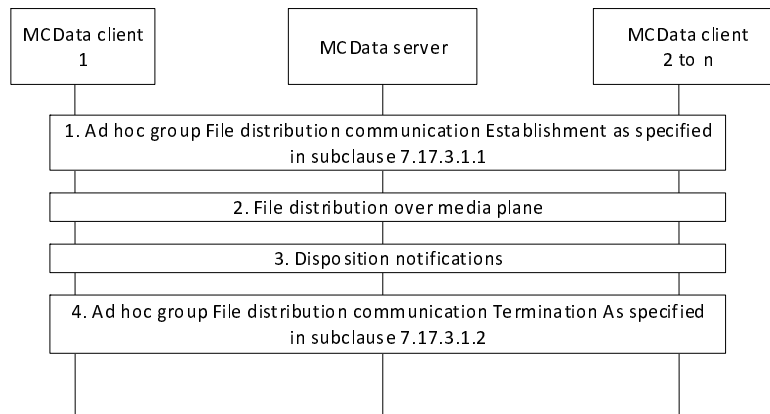 MCData client
1
MCData server
MCData client
2 to n
1. Ad hoc group File distribution communication Establishment as specified
in subclause 7.17.3.1.1
2. File distribution over media plane
3. Disposition notifications
4. Ad hoc group File distribution communication Termination As specified
in subclause 7.17.3.1.2